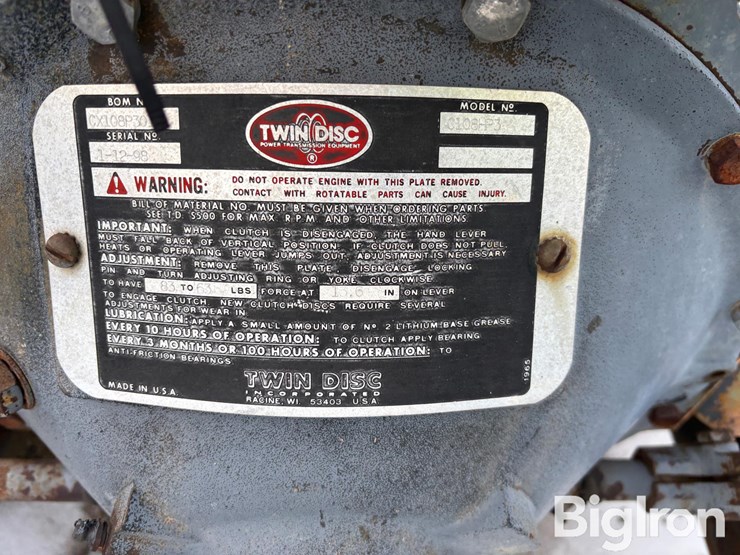 BOM Nº
MODEL Nº
SERIAL Nº
1-12-98
TWIN DISC
POWER TRANSMISSION EQUIPMENT
®
WARNING: DO NOT OPERATE ENGINE WITH THIS PLATE REMOVED.
CONTACT WITH ROTATABLE PARTS CAN CAUSE INJURY.
BILL OF MATERIAL NO. MUST BE GIVEN WHEN ORDERING PARTS.
SEE T.D. 5500 FOR MAX. R.P.M. AND OTHER LIMITATIONS
IMPORTANT: WHEN CLUTCH IS DISENGAGED, THE HAND LEVER
MUST FALL BACK OF VERTICAL POSITION. IF CLUTCH DOES NOT PULL,
HEATS OR OPERATING LEVER JUMPS OUT, ADJUSTMENT IS NECESSARY
ADJUSTMENT: REMOVE THIS PLATE. DISENGAGE LOCKING
PIN AND TURN ADJUSTING RING OR YOKE CLOCKWISE
TO HAVE TO LBS FORCE AT IN ON LEVER
TO ENGAGE CLUTCH NEW CLUTCH DISCS REQUIRE SEVERAL
ADJUSTMENTS FOR WEAR IN
LUBRICATION: APPLY A SMALL AMOUNT OF Nº 2 LITHIUM BASE GREASE
EVERY 10 HOURS OF OPERATION: TO CLUTCH APPLY BEARING
EVERY 3 MONTHS OR 100 HOURS OF OPERATION: TO
ANTI-FRICTION BEARINGS
MADE IN U.S.A.
TWIN DISC
INCORPORATED
RACINE, WI. 53403 U.S.A.
1965
BigIron